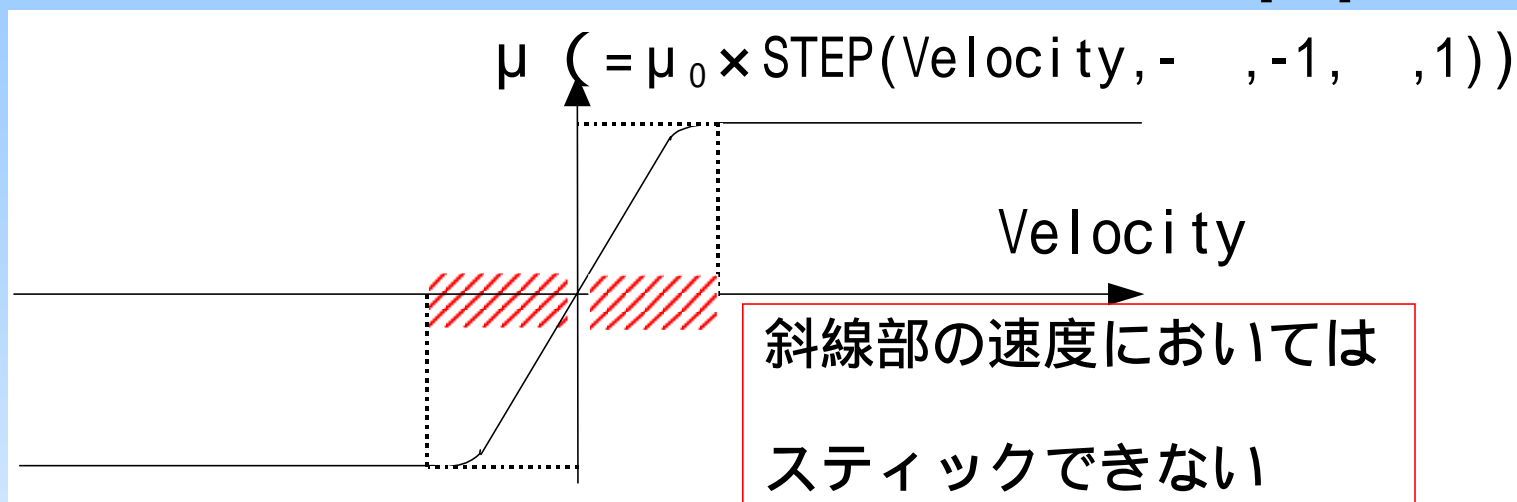 μ (=μ₀×STEP(Velocity,- ,-1, ,1))
Velocity
斜線部の速度においては
スティックできない